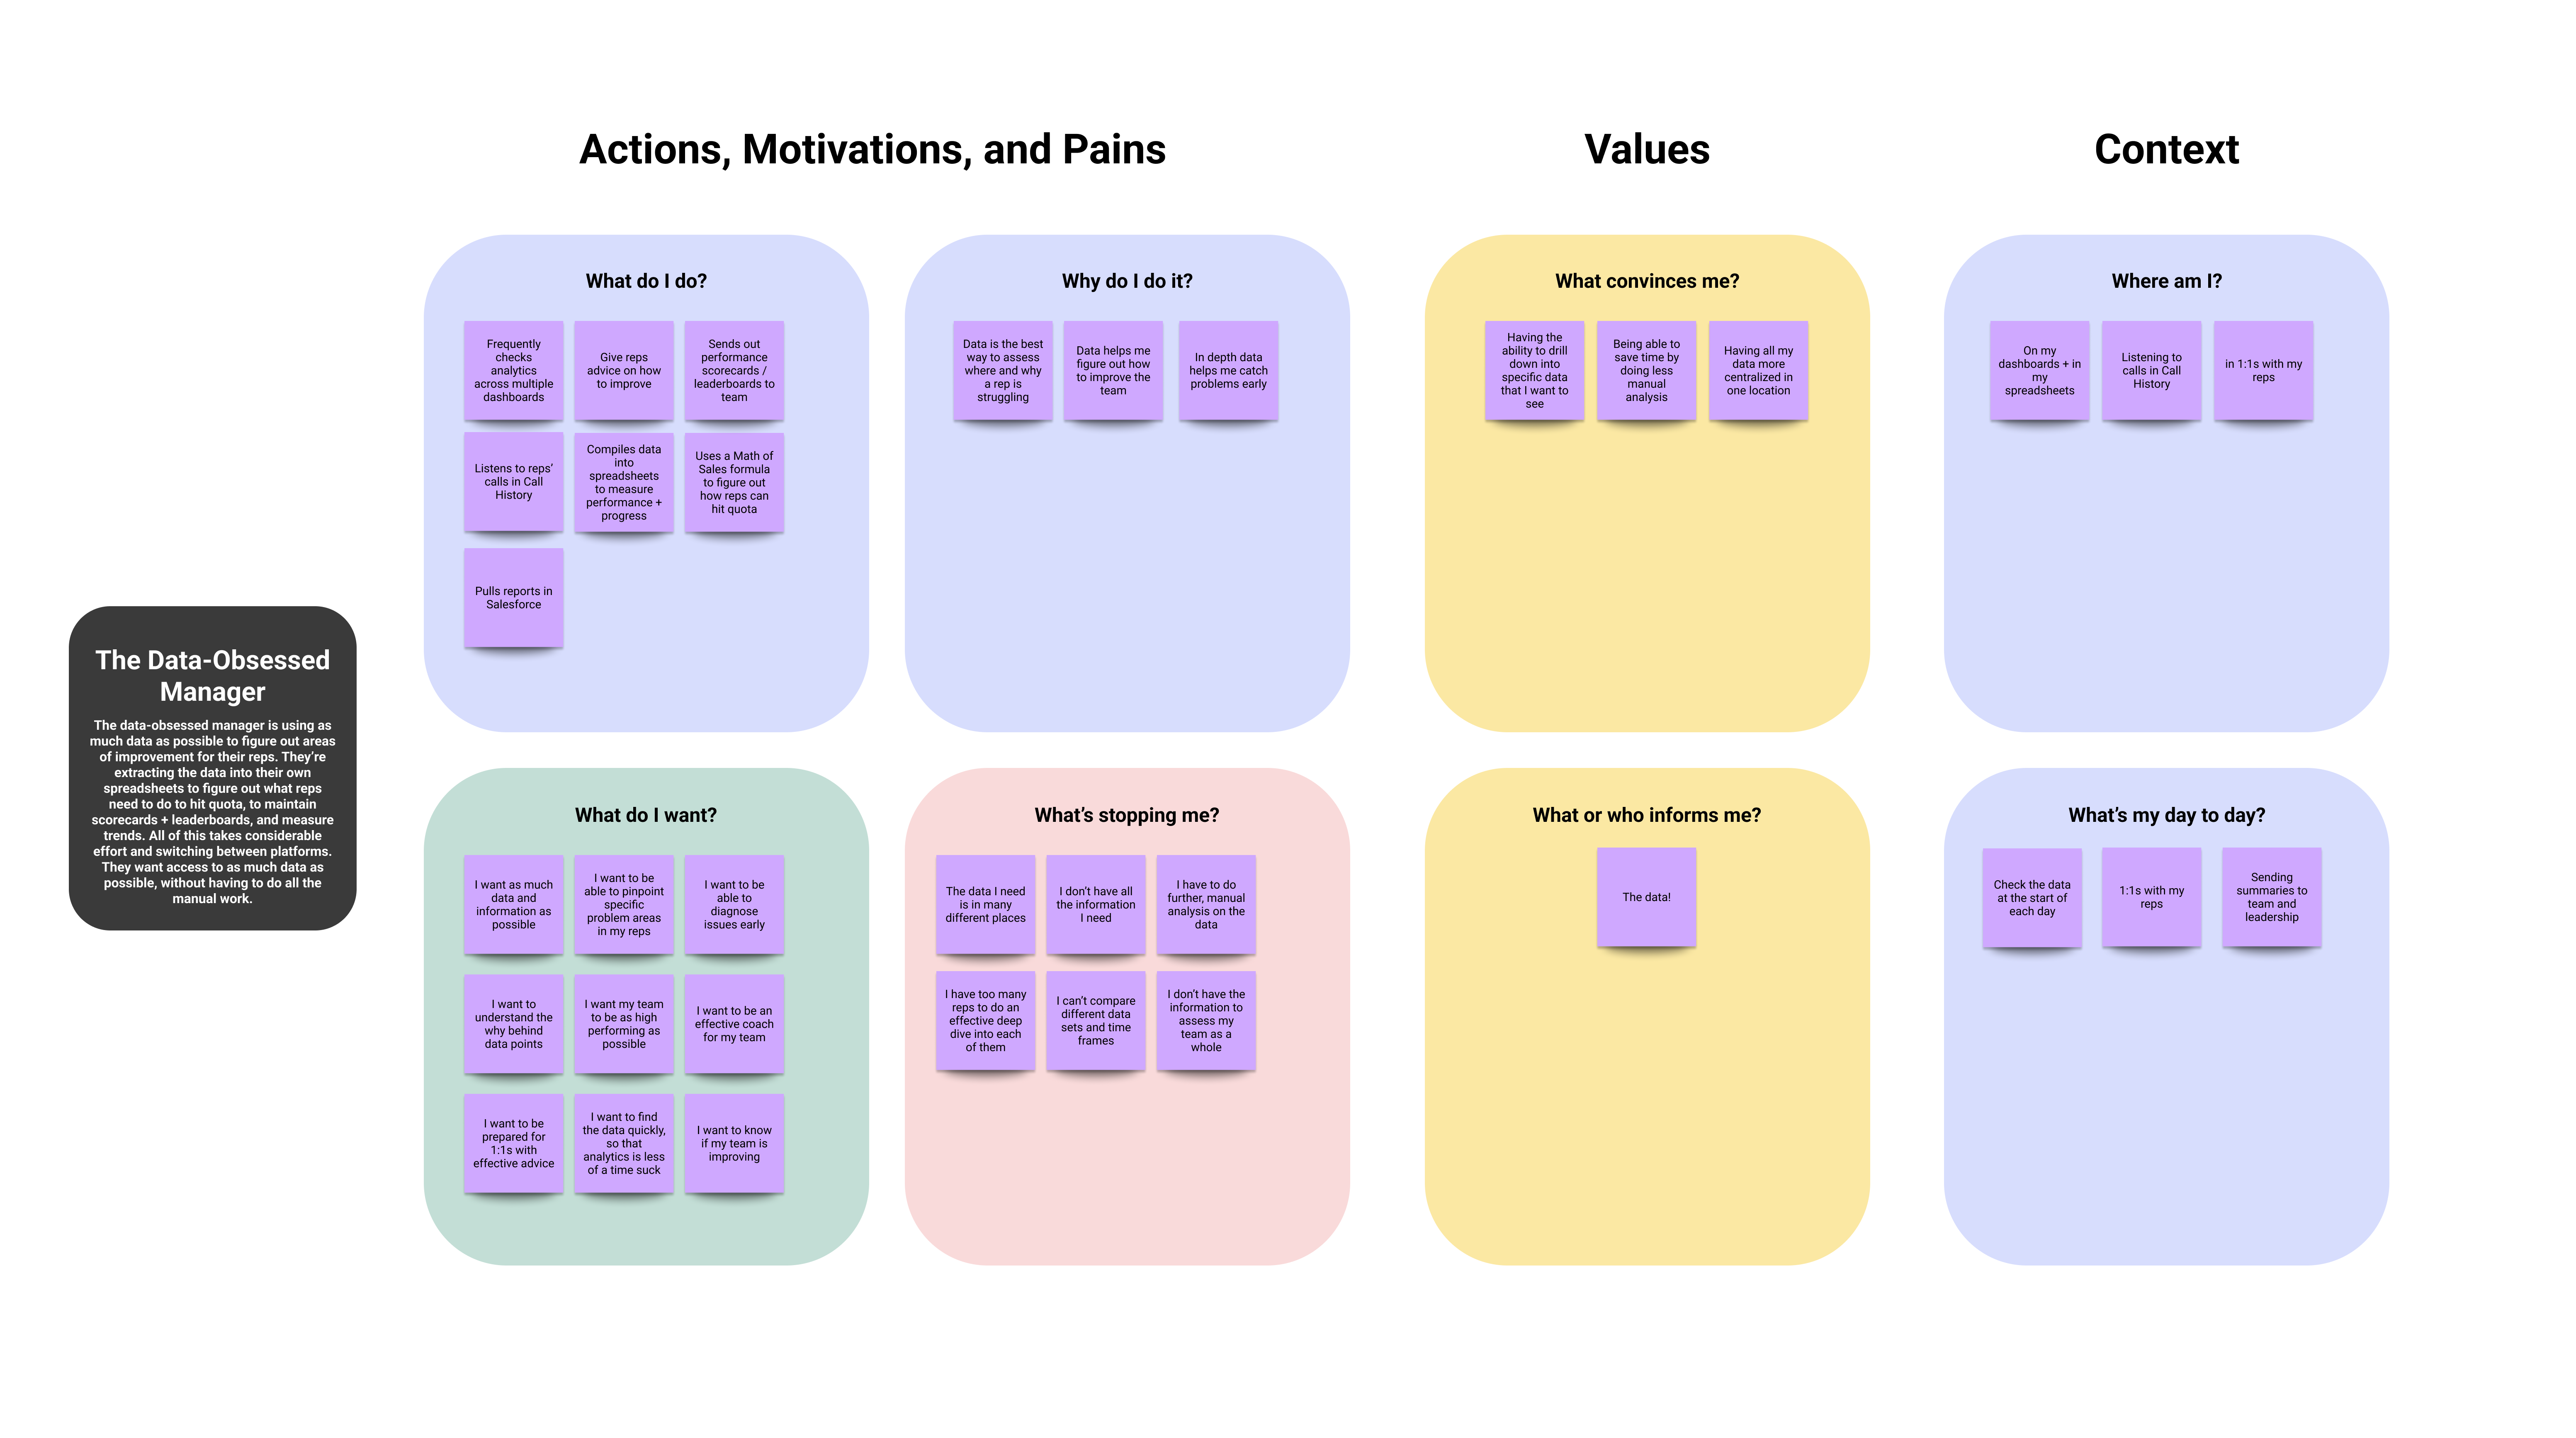 Actions, Motivations, and Pains
Values
Context
The Data-Obsessed
Manager
The data-obsessed manager is using as
much data as possible to figure out areas
of improvement for their reps. They’re
extracting the data into their own
spreadsheets to figure out what reps
need to do to hit quota, to maintain
scorecards + leaderboards, and measure
trends. All of this takes considerable
effort and switching between platforms.
They want access to as much data as
possible, without having to do all the
manual work.
What do I do?
Frequently
checks
analytics
across multiple
dashboards
Give reps
advice on how
to improve
Sends out
performance
scorecards /
leaderboards to
team
Listens to reps’
calls in Call
History
Compiles data
into
spreadsheets
to measure
performance +
progress
Uses a Math of
Sales formula
to figure out
how reps can
hit quota
Pulls reports in
Salesforce
Why do I do it?
Data is the best
way to assess
where and why
a rep is
struggling
Data helps me
figure out how
to improve the
team
In depth data
helps me catch
problems early
What convinces me?
Having the
ability to drill
down into
specific data
that I want to
see
Being able to
save time by
doing less
manual
analysis
Having all my
data more
centralized in
one location
Where am I?
On my
dashboards + in
my
spreadsheets
Listening to
calls in Call
History
in 1:1s with my
reps
What do I want?
I want as much
data and
information as
possible
I want to be
able to pinpoint
specific
problem areas
in my reps
I want to be
able to
diagnose
issues early
I want to
understand the
why behind
data points
I want my team
to be as high
performing as
possible
I want to be an
effective coach
for my team
I want to be
prepared for
1:1s with
effective advice
I want to find
the data quickly,
so that
analytics is less
of a time suck
I want to know
if my team is
improving
What’s stopping me?
The data I need
is in many
different places
I don’t have all
the information
I need
I have to do
further, manual
analysis on the
data
I have too many
reps to do an
effective deep
dive into each
of them
I can’t compare
different data
sets and time
frames
I don’t have the
information to
assess my
team as a
whole
What or who informs me?
The data!
What’s my day to day?
Check the data
at the start of
each day
1:1s with my
reps
Sending
summaries to
team and
leadership